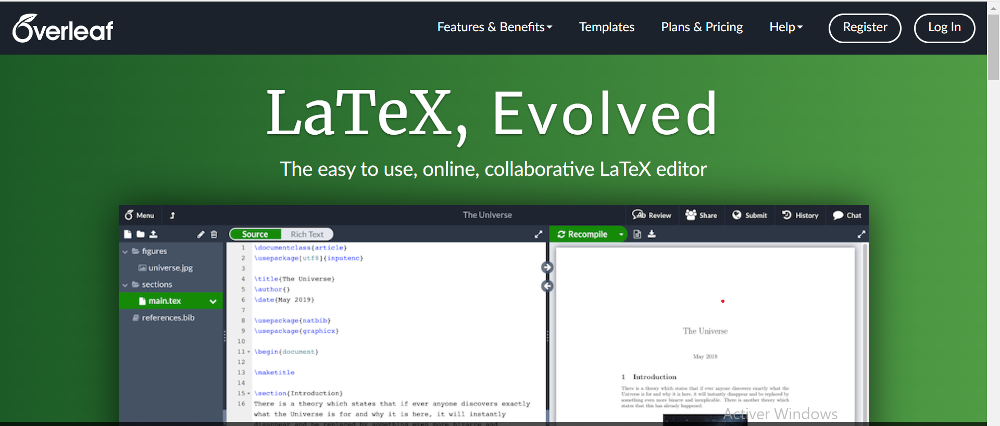 Overleaf
Features & Benefits
Templates
Plans & Pricing
Help
Register
Log In
LaTeX, Evolved
The easy to use, online, collaborative LaTeX editor
Menu
The Universe
Ab Review
Share
Submit
History
Chat
Source
Rich Text
Recompile
figures
universe.jpg
sections
main.tex
references.bib
1 \documentclass{article}
2 \usepackage[utf8]{inputenc}
3
4 \title{The Universe}
5 \author{}
6 \date{May 2019}
7
8 \usepackage{natbib}
9 \usepackage{graphicx}
10
11 \begin{document}
12
13 \maketitle
14
15 \section{Introduction}
16 There is a theory which states that if ever anyone discovers exactly
what the Universe is for and why it is here, it will instantly
disappear and be replaced by something even more bizarre and
The Universe
May 2019
1 Introduction
There is a theory which states that if ever anyone discovers exactly what the
Universe is for and why it is here, it will instantly disappear and be replaced by
something even more bizarre and inexplicable. There is another theory which
states that this has already happened.
Activer Windows